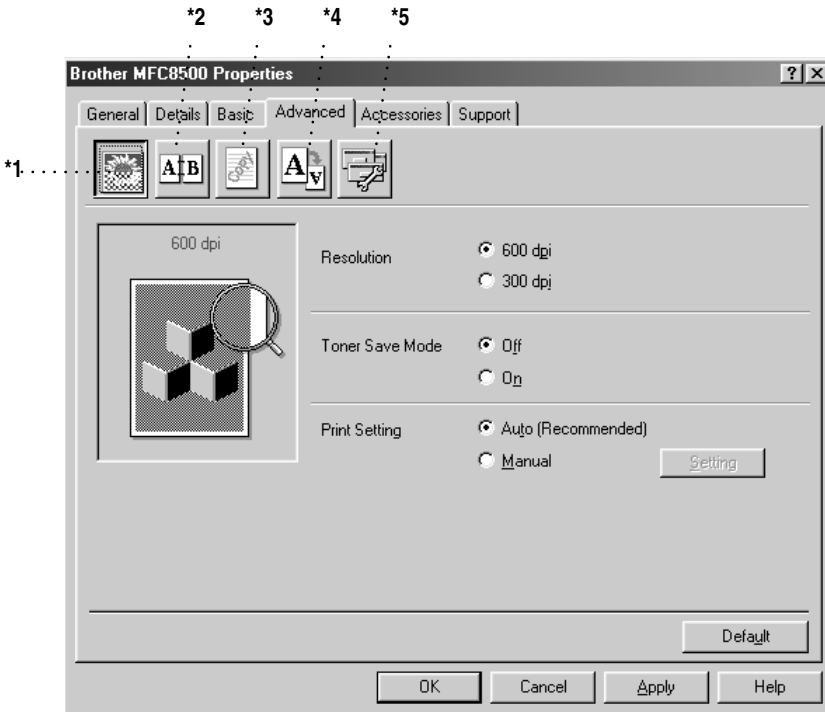 *2 *3 *4 *5
Brother MFC8500 Properties
General Details Basic Advanced Accessories Support
*1
A B COPY A A
600 dpi
Resolution
600 dpi
300 dpi
Toner Save Mode
Off
On
Print Setting
Auto (Recommended)
Manual
Setting
Default
OK Cancel Apply Help